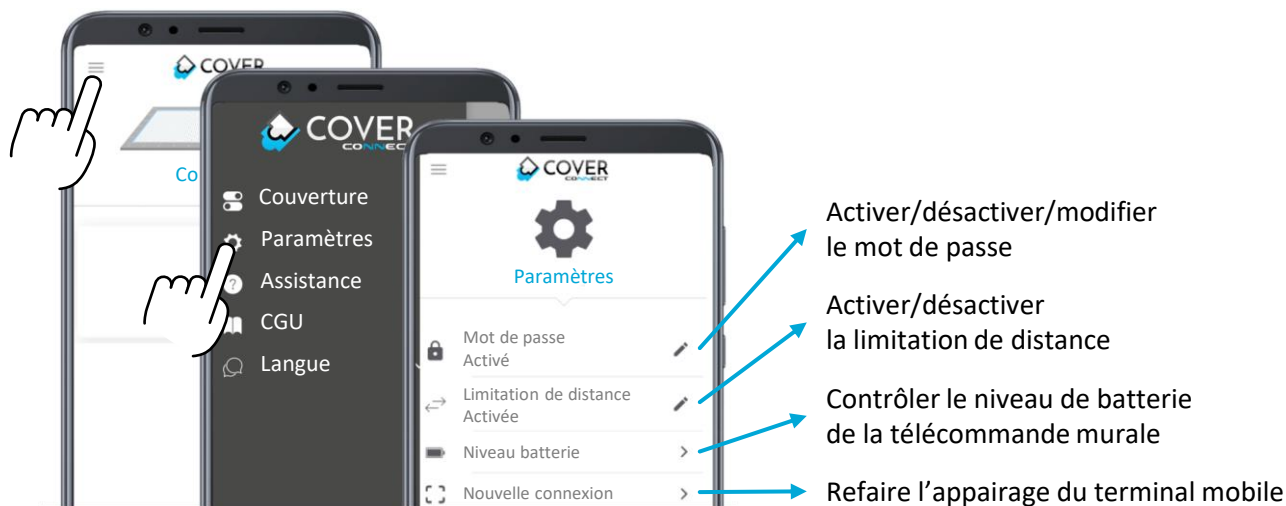 COVER
Co
COVER
CONNEC
Couverture
Paramètres
Assistance
CGU
Langue
COVER
CONNECT
Paramètres
Mot de passe
Activé
Limitation de distance
Activée
Niveau batterie
Nouvelle connexion
Activer/désactiver/modifier
le mot de passe
Activer/désactiver
la limitation de distance
Contrôler le niveau de batterie
de la télécommande murale
Refaire l’appairage du terminal mobile